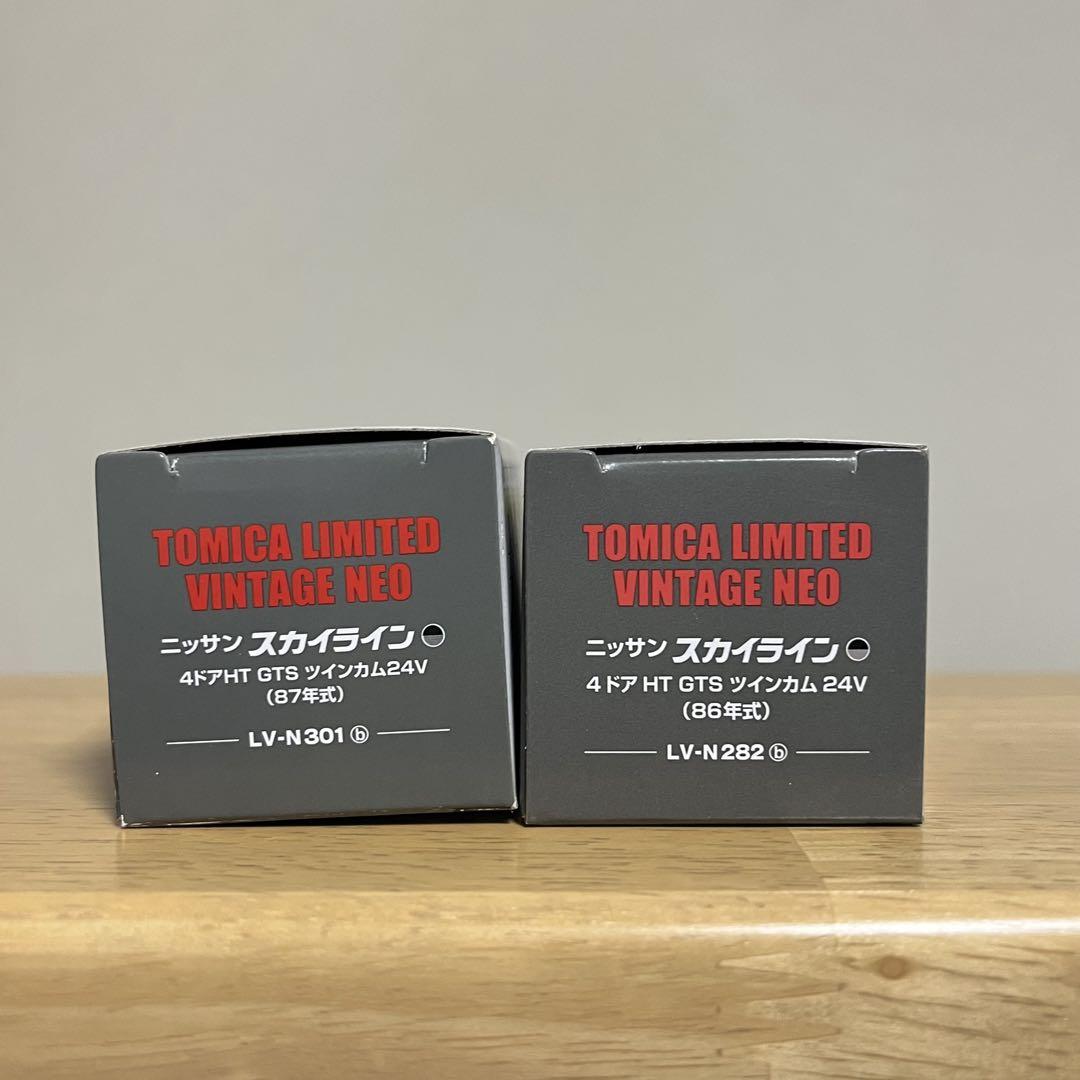 TOMICA LIMITED
VINTAGE NEO
ニッサン スカイライン
4ドアHT GTS ツインカム24V
(87年式)
LV-N301 ⓑ
TOMICA LIMITED
VINTAGE NEO
ニッサン スカイライン
4ドア HT GTS ツインカム 24V
(86年式)
LV-N282 ⓑ